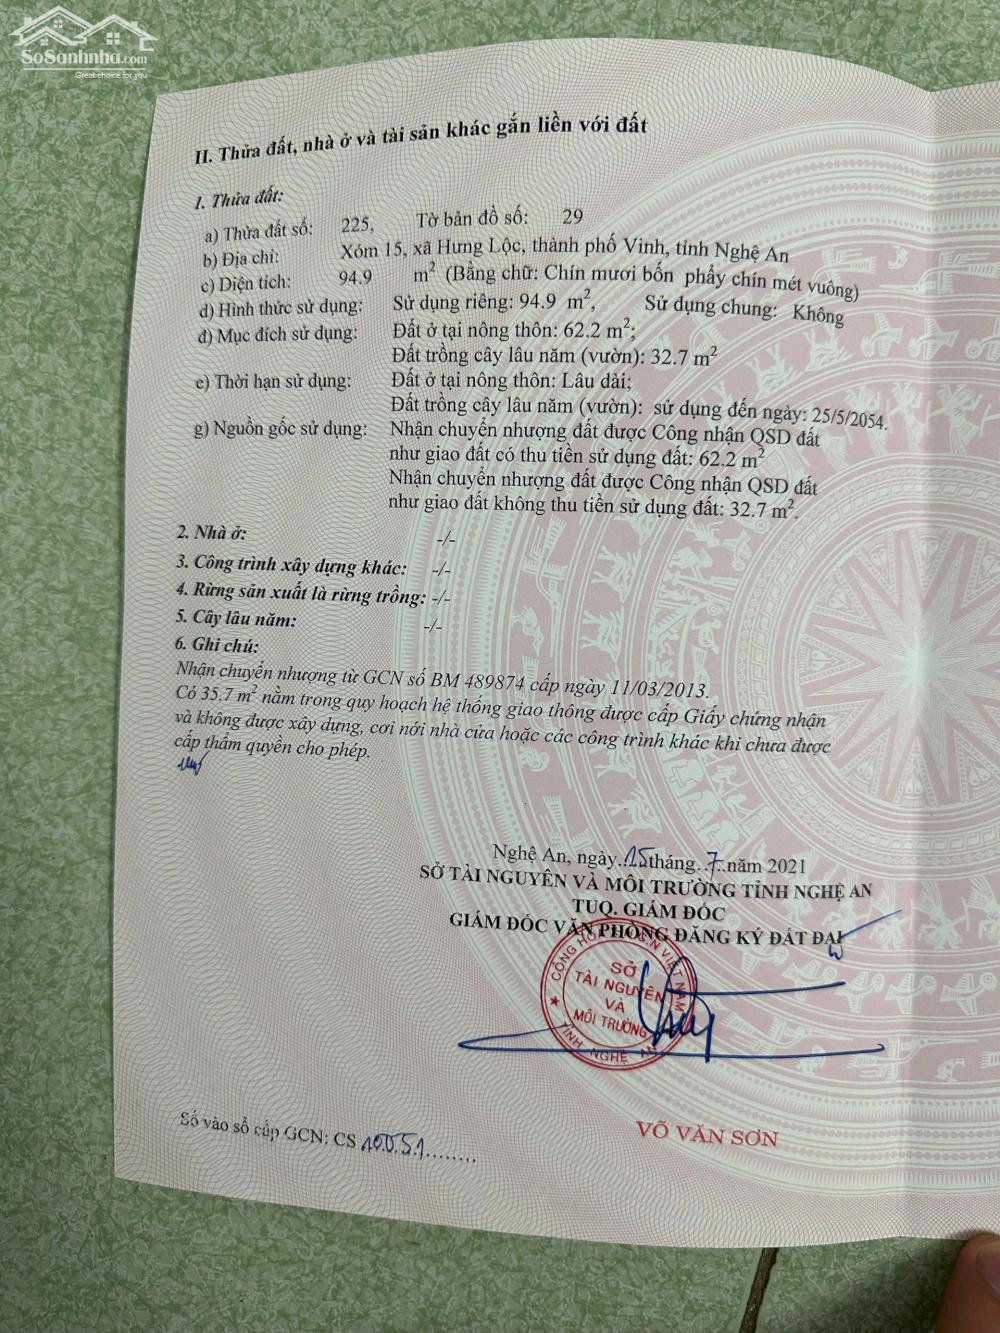 SoSanhnha.com
Great choice for you
II. Thửa đất, nhà ở và tài sản khác gắn liền với đất
1. Thửa đất:
a) Thửa đất số: 225, Tờ bản đồ số: 29
b) Địa chỉ: Xóm 15, xã Hưng Lộc, thành phố Vinh, tỉnh Nghệ An
c) Diện tích: 94.9 m² (Bằng chữ: Chín mươi bốn phẩy chín mét vuông)
d) Hình thức sử dụng: Sử dụng riêng: 94.9 m², Sử dụng chung: Không
đ) Mục đích sử dụng: Đất ở tại nông thôn: 62.2 m²;
Đất trồng cây lâu năm (vườn): 32.7 m²
e) Thời hạn sử dụng: Đất ở tại nông thôn: Lâu dài;
Đất trồng cây lâu năm (vườn): sử dụng đến ngày: 25/5/2054.
g) Nguồn gốc sử dụng: Nhận chuyển nhượng đất được Công nhận QSD đất
như giao đất có thu tiền sử dụng đất: 62.2 m²
Nhận chuyển nhượng đất được Công nhận QSD đất
như giao đất không thu tiền sử dụng đất: 32.7 m².
2. Nhà ở: -/-
3. Công trình xây dựng khác: -/-
4. Rừng sản xuất là rừng trồng: -/-
5. Cây lâu năm: -/-
6. Ghi chú:
Nhận chuyển nhượng từ GCN số BM 489874 cấp ngày 11/03/2013.
Có 35.7 m² nằm trong quy hoạch hệ thống giao thông được cấp Giấy chứng nhận
và không được xây dựng, cơi nới nhà cửa hoặc các công trình khác khi chưa được
cấp thẩm quyền cho phép.
Nghệ An, ngày 15 tháng 7 năm 2021
SỞ TÀI NGUYÊN VÀ MÔI TRƯỜNG TỈNH NGHỆ AN
TUQ. GIÁM ĐỐC
GIÁM ĐỐC VĂN PHÒNG ĐĂNG KÝ ĐẤT ĐAI
SỞ
TÀI NGUYÊN
VÀ
MÔI TRƯỜNG
TỈNH NGHỆ AN
VÕ VĂN SƠN
Số vào sổ cấp GCN: CS 10051........